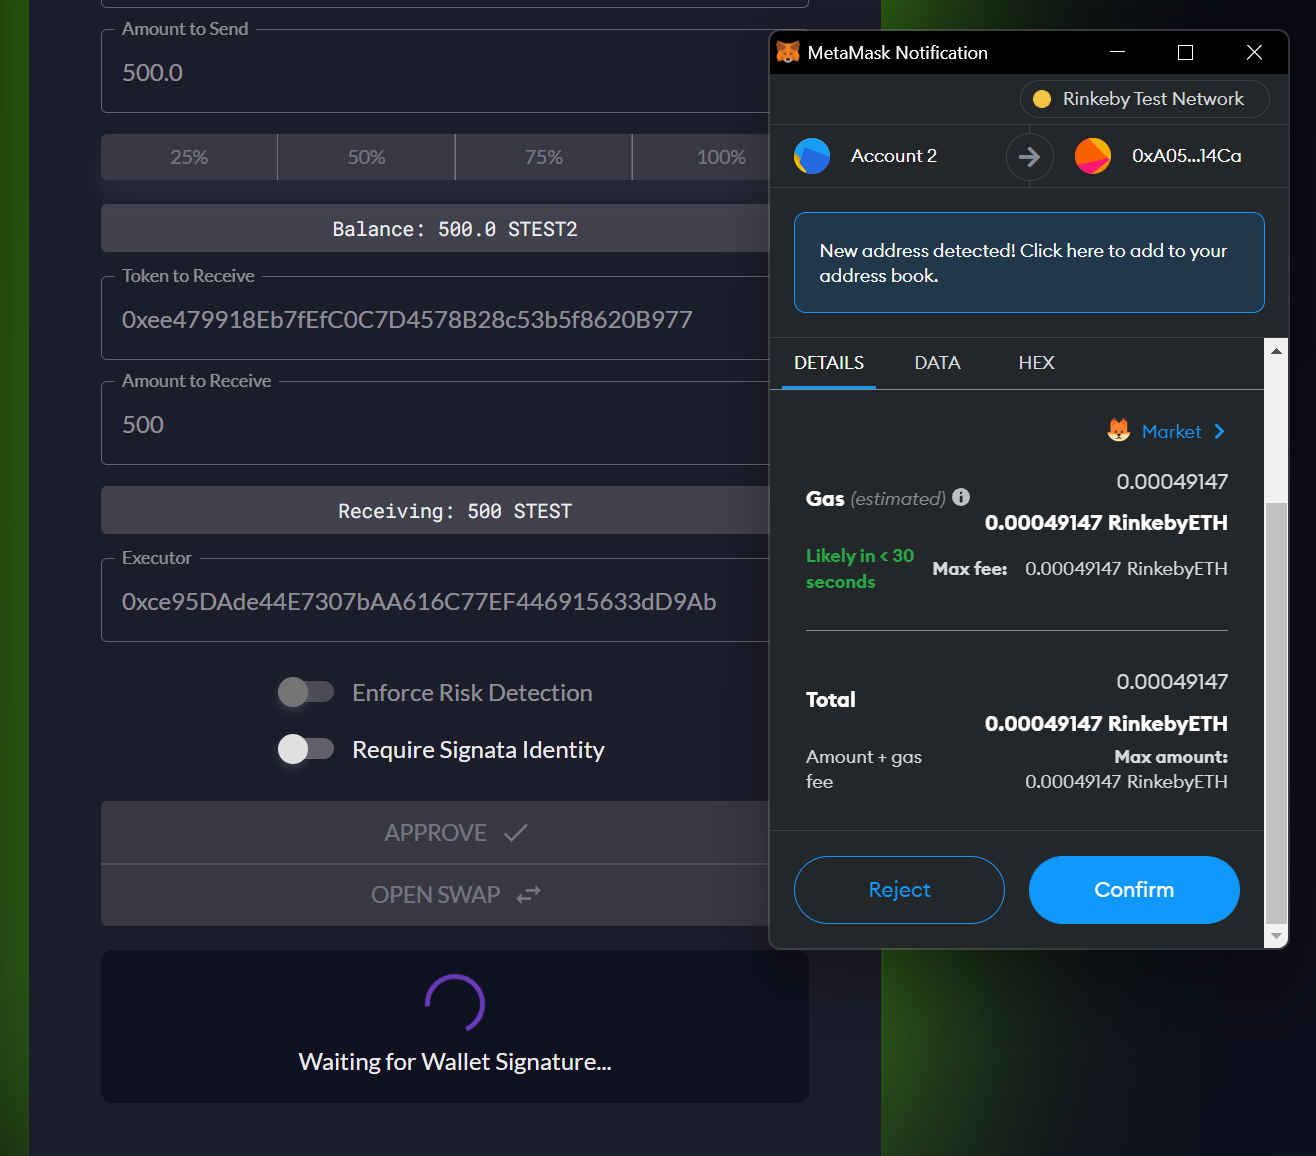 Amount to Send
500.0
25%
50%
75%
100%
Balance: 500.0 STEST2
Token to Receive
0xee479918Eb7fEfC0C7D4578B28c53b5f8620B977
Amount to Receive
500
Receiving: 500 STEST
Executor
0xce95DAde44E7307bAA616C77EF446915633dD9Ab
Enforce Risk Detection
Require Signata Identity
APPROVE
OPEN SWAP
Waiting for Wallet Signature...
MetaMask Notification
Rinkeby Test Network
Account 2
0xA05...14Ca
New address detected! Click here to add to your
address book.
DETAILS
DATA
HEX
Market
Gas (estimated)
0.00049147
0.00049147 RinkebyETH
Likely in < 30
seconds
Max fee: 0.00049147 RinkebyETH
Total
0.00049147
0.00049147 RinkebyETH
Amount + gas
fee
Max amount:
0.00049147 RinkebyETH
Reject
Confirm